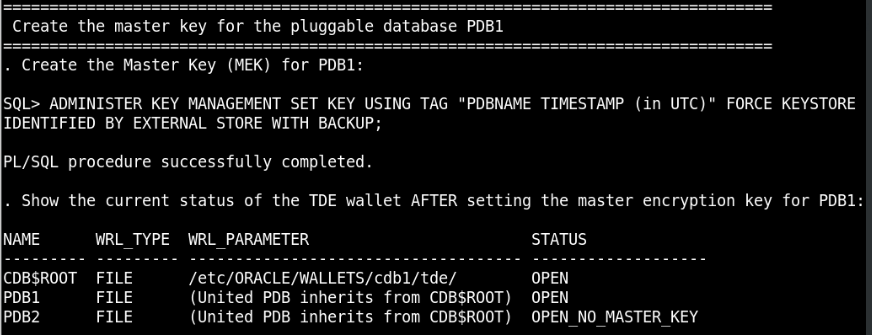 ===================================================================================
 Create the master key for the pluggable database PDB1
===================================================================================
. Create the Master Key (MEK) for PDB1:
SQL> ADMINISTER KEY MANAGEMENT SET KEY USING TAG "PDBNAME TIMESTAMP (in UTC)" FORCE KEYSTORE
IDENTIFIED BY EXTERNAL STORE WITH BACKUP;
PL/SQL procedure successfully completed.
. Show the current status of the TDE wallet AFTER setting the master encryption key for PDB1:
NAME      WRL_TYPE  WRL_PARAMETER                        STATUS
--------- --------- ------------------------------------ -------------------
CDB$ROOT  FILE      /etc/ORACLE/WALLETS/cdb1/tde/        OPEN
PDB1      FILE      (United PDB inherits from CDB$ROOT)  OPEN
PDB2      FILE      (United PDB inherits from CDB$ROOT)  OPEN_NO_MASTER_KEY